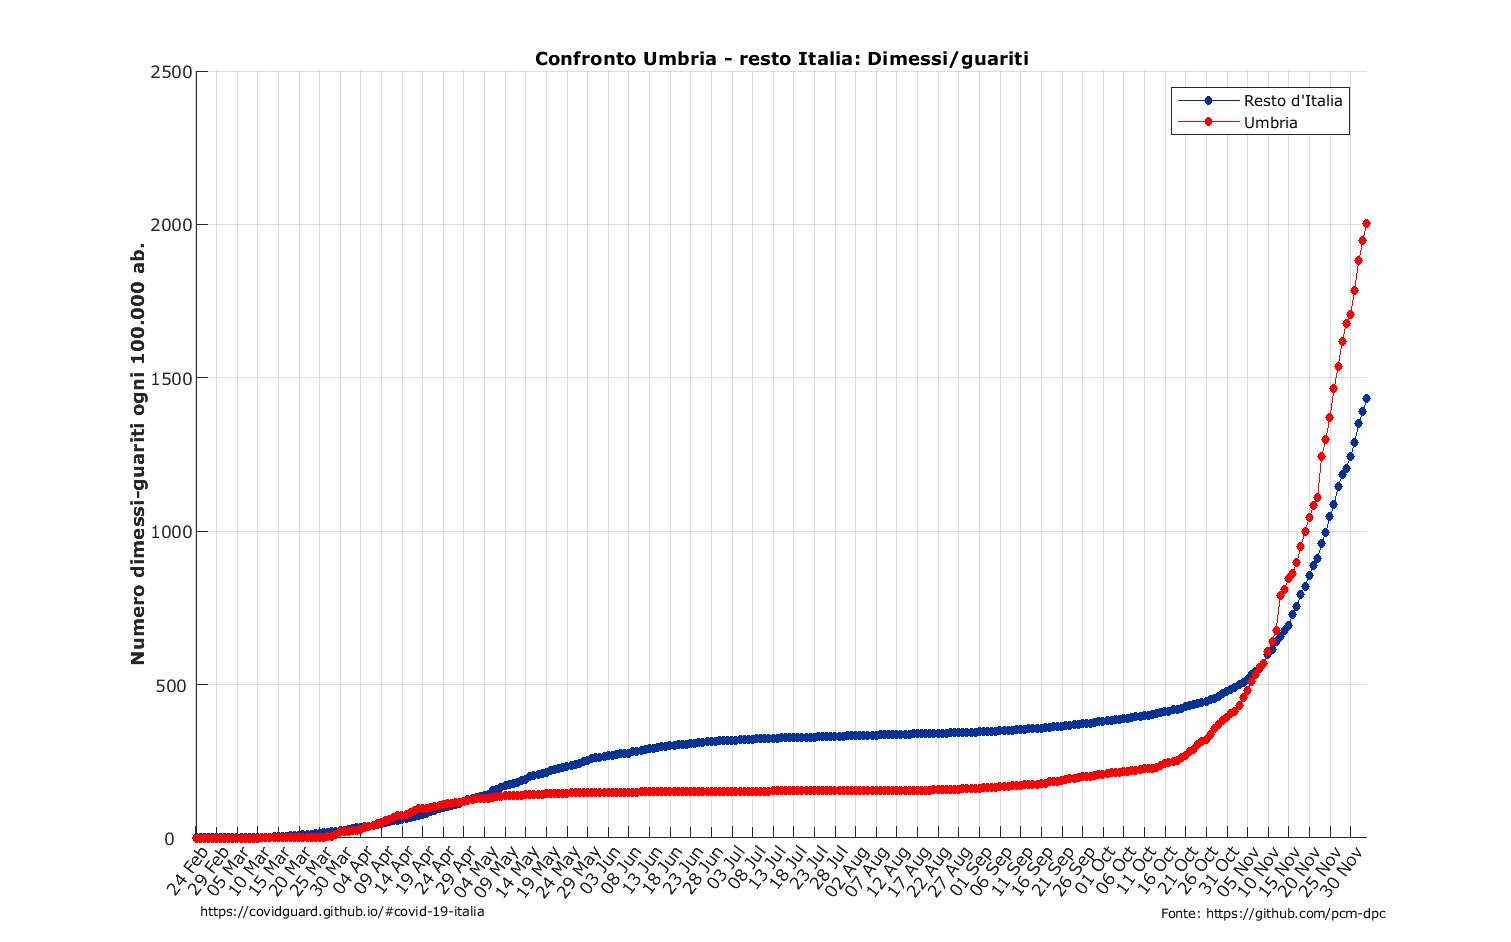 Confronto Umbria - resto Italia: Dimessi/guariti
2500
2000
1500
1000
500
0
Numero dimessi-guariti ogni 100.000 ab.
Resto d'Italia
Umbria
24 Feb
29 Feb
05 Mar
10 Mar
15 Mar
20 Mar
25 Mar
30 Mar
04 Apr
09 Apr
14 Apr
19 Apr
24 Apr
29 Apr
04 May
09 May
14 May
19 May
24 May
29 May
03 Jun
08 Jun
13 Jun
18 Jun
23 Jun
28 Jun
03 Jul
08 Jul
13 Jul
18 Jul
23 Jul
28 Jul
02 Aug
07 Aug
12 Aug
17 Aug
22 Aug
27 Aug
01 Sep
06 Sep
11 Sep
16 Sep
21 Sep
26 Sep
01 Oct
06 Oct
11 Oct
16 Oct
21 Oct
26 Oct
31 Oct
05 Nov
10 Nov
15 Nov
20 Nov
25 Nov
30 Nov
https://covidguard.github.io/#covid-19-italia
Fonte: https://github.com/pcm-dpc